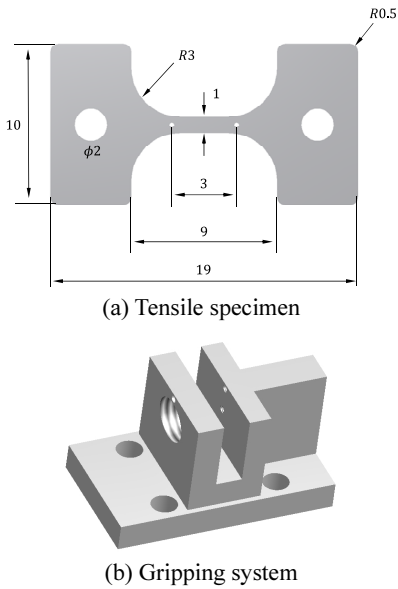 R0.5
R3
1
10
ϕ2
3
9
19
(a) Tensile specimen
(b) Gripping system